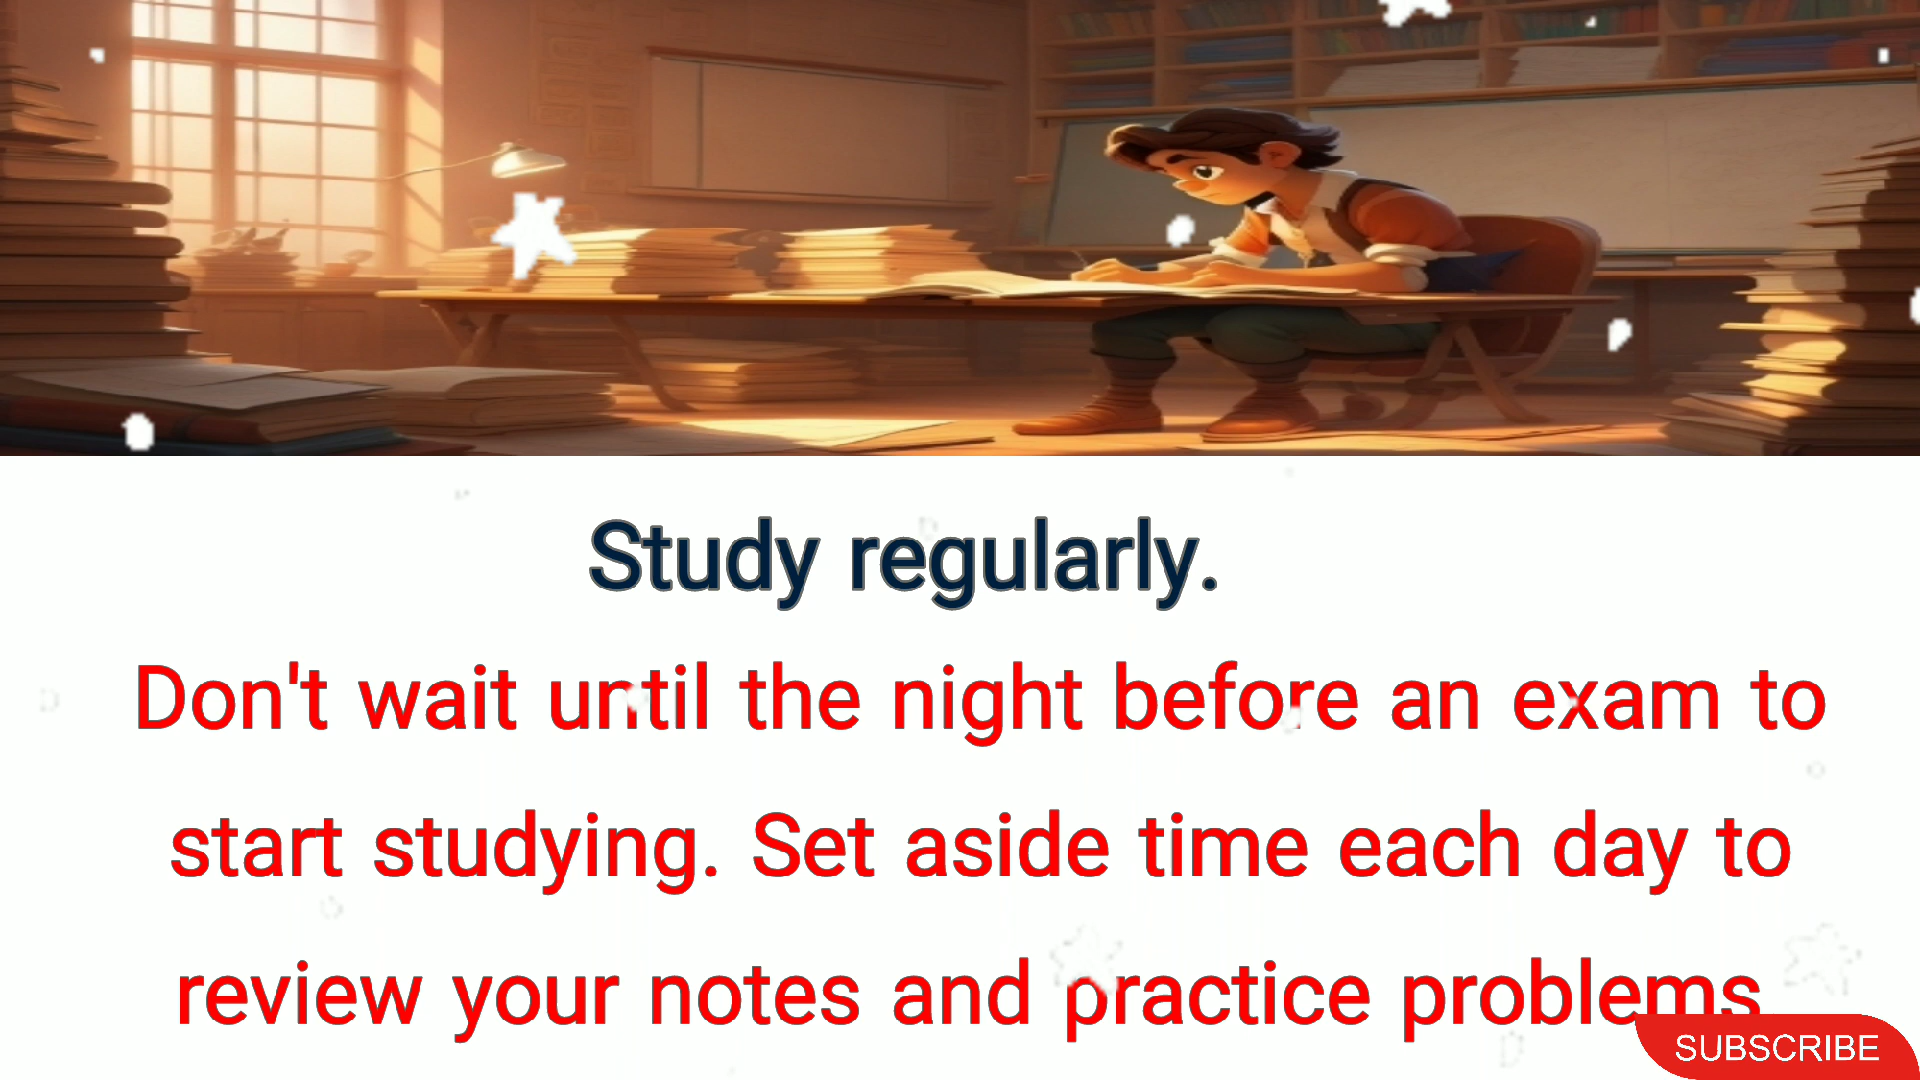 Study regularly.
Don't wait until the night before an exam to
start studying. Set aside time each day to
review your notes and practice problems
SUBSCRIBE